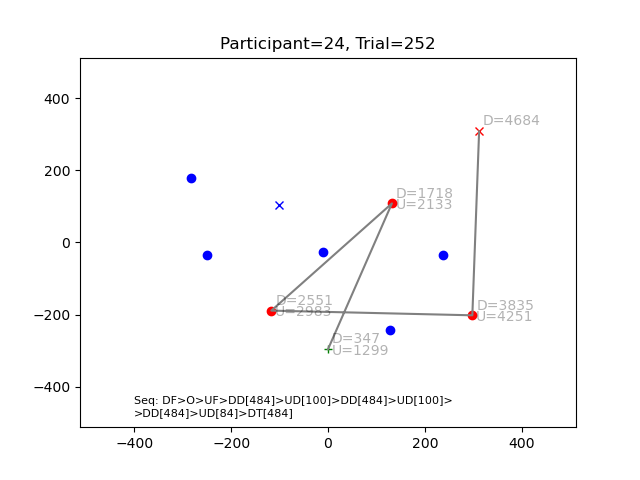 Participant=24, Trial=252
400
200
0
−200
−400
D=4684
D=1718
U=2133
D=2551
U=2983
D=3835
U=4251
D=347
U=1299
Seq: DF>O>UF>DD[484]>UD[100]>DD[484]>UD[100]>
>DD[484]>UD[84]>DT[484]
−400 −200 0 200 400